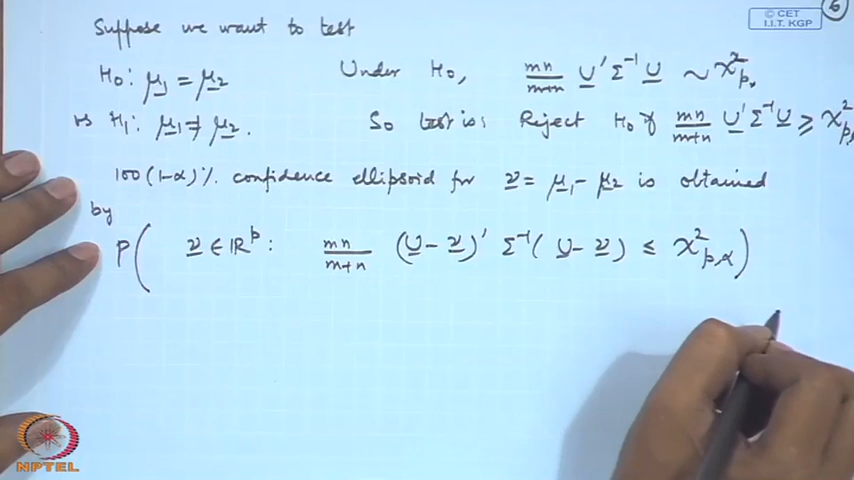 6
© CET
I.I.T. KGP
Suppose we want to test
H₀: μ₁ = μ₂ Under H₀, mn/m+n U′ Σ⁻¹ U ~ χ²p.
vs H₁: μ₁ ≠ μ₂. So test is: Reject H₀ if mn/m+n U′ Σ⁻¹ U ≥ χ²p,
100(1-α)% confidence ellipsoid for ν = μ₁ - μ₂ is obtained
by
P( ν ∈ ℝᵖ: mn/m+n (U - ν)′ Σ⁻¹ (U - ν) ≤ χ²p,α )
NPTEL